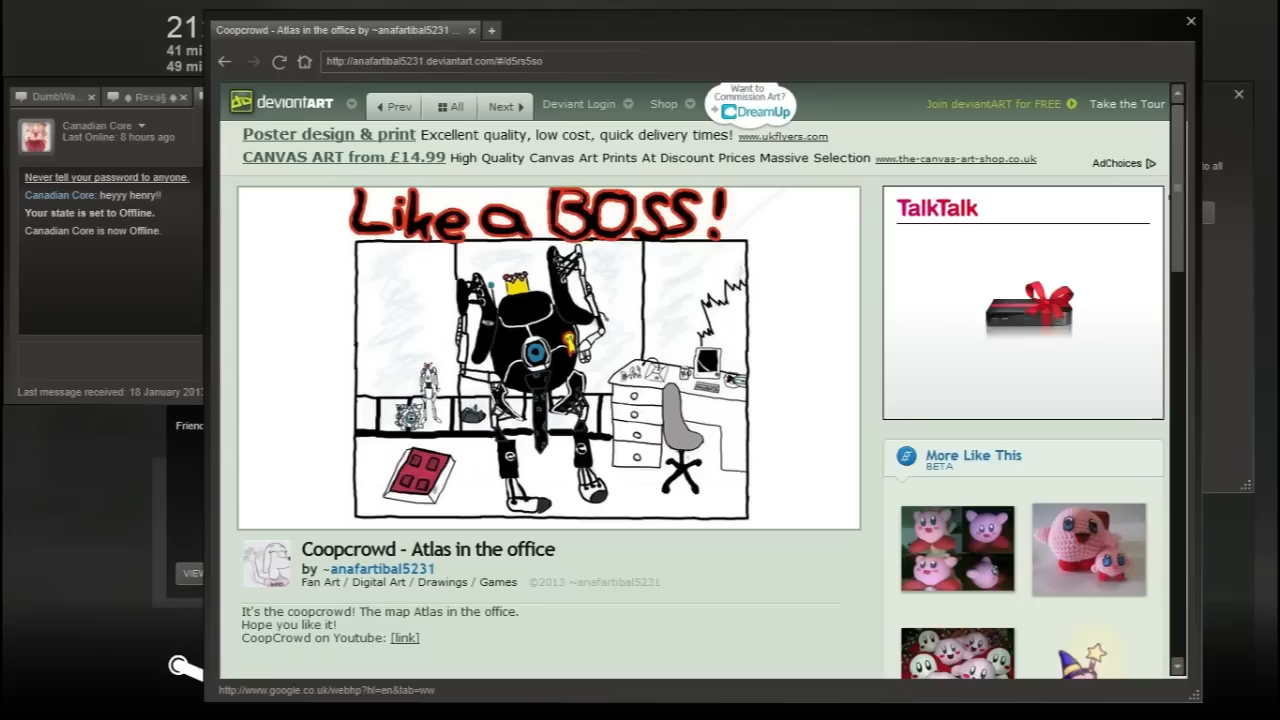 21:
41 mi
49 mi
Coopcrowd - Atlas in the office by ~anafartibal5231 ...
http://anafartibal5231.deviantart.com/#/d5rs5so
DumbWa...
Canadian Core
Last Online: 8 hours ago
Never tell your password to anyone.
Canadian Core: heyyy henry!!
Your state is set to Offline.
Canadian Core is now Offline.
Last message received: 18 January 2013
Friend
VIEW
deviantART
Prev
All
Next
Deviant Login
Shop
Want to
Commission Art?
DreamUp
Join deviantART for FREE
Take the Tour
Poster design & print Excellent quality, low cost, quick delivery times! www.ukflyers.com
CANVAS ART from £14.99 High Quality Canvas Art Prints At Discount Prices Massive Selection www.the-canvas-art-shop.co.uk
AdChoices
to all
Like a BOSS!
TalkTalk
More Like This
BETA
Coopcrowd - Atlas in the office
by ~anafartibal5231
Fan Art / Digital Art / Drawings / Games ©2013 ~anafartibal5231
It's the coopcrowd! The map Atlas in the office.
Hope you like it!
CoopCrowd on Youtube: [link]
http://www.google.co.uk/webhp?hl=en&tab=ww